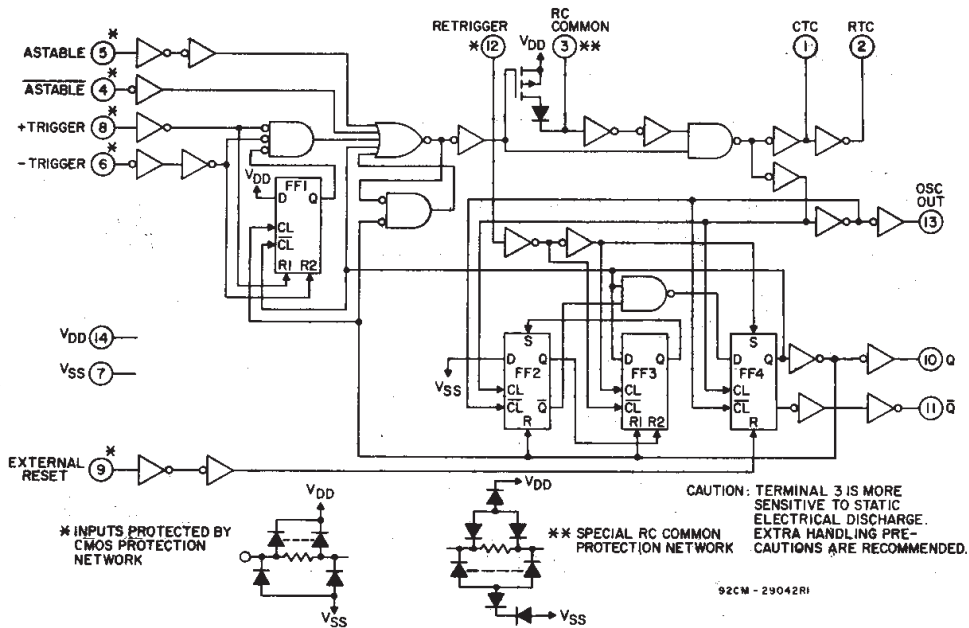 ASTABLE 5 *
ASTABLE 4 *
+TRIGGER 8 *
-TRIGGER 6 *
RETRIGGER
* 12
RC
COMMON
3 **
VDD
CTC
1
RTC
2
VDD
FF1
D Q
CL
CL
R1 R2
OSC
OUT
13
VDD 14
VSS 7
VSS
S
D Q
FF2
CL
CL Q
R
D Q
FF3
CL
CL
R1 R2
S
D Q
FF4
CL
CL
R
10 Q
11 Q
EXTERNAL
RESET 9 *
* INPUTS PROTECTED BY
CMOS PROTECTION
NETWORK
VDD
VSS
VDD
VSS
** SPECIAL RC COMMON
PROTECTION NETWORK
CAUTION: TERMINAL 3 IS MORE
SENSITIVE TO STATIC
ELECTRICAL DISCHARGE.
EXTRA HANDLING PRE-
CAUTIONS ARE RECOMMENDED.
92CM-29042R1